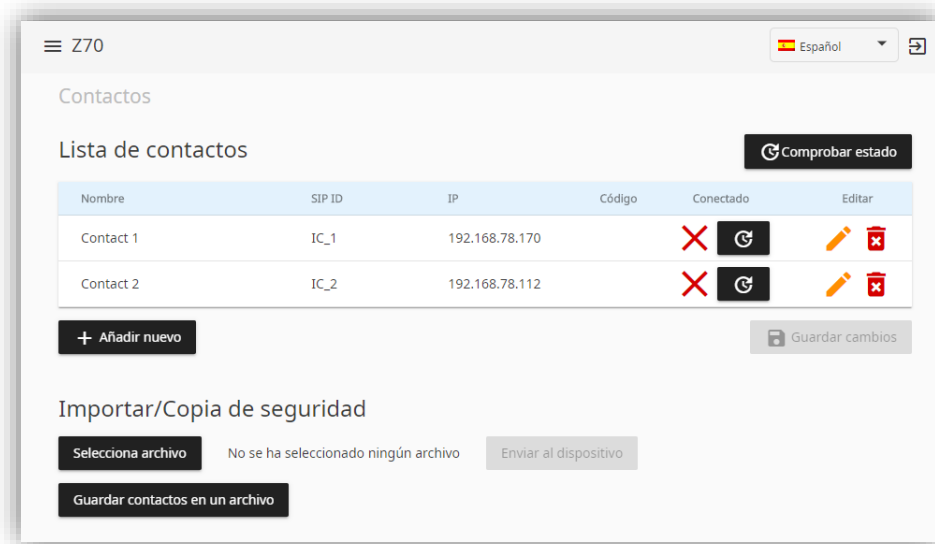 Z70
Español
Contactos
Lista de contactos
Comprobar estado
Nombre SIP ID IP Código Conectado Editar
Contact 1 IC_1 192.168.78.170
Contact 2 IC_2 192.168.78.112
Añadir nuevo
Guardar cambios
Importar/Copia de seguridad
Selecciona archivo No se ha seleccionado ningún archivo Enviar al dispositivo
Guardar contactos en un archivo